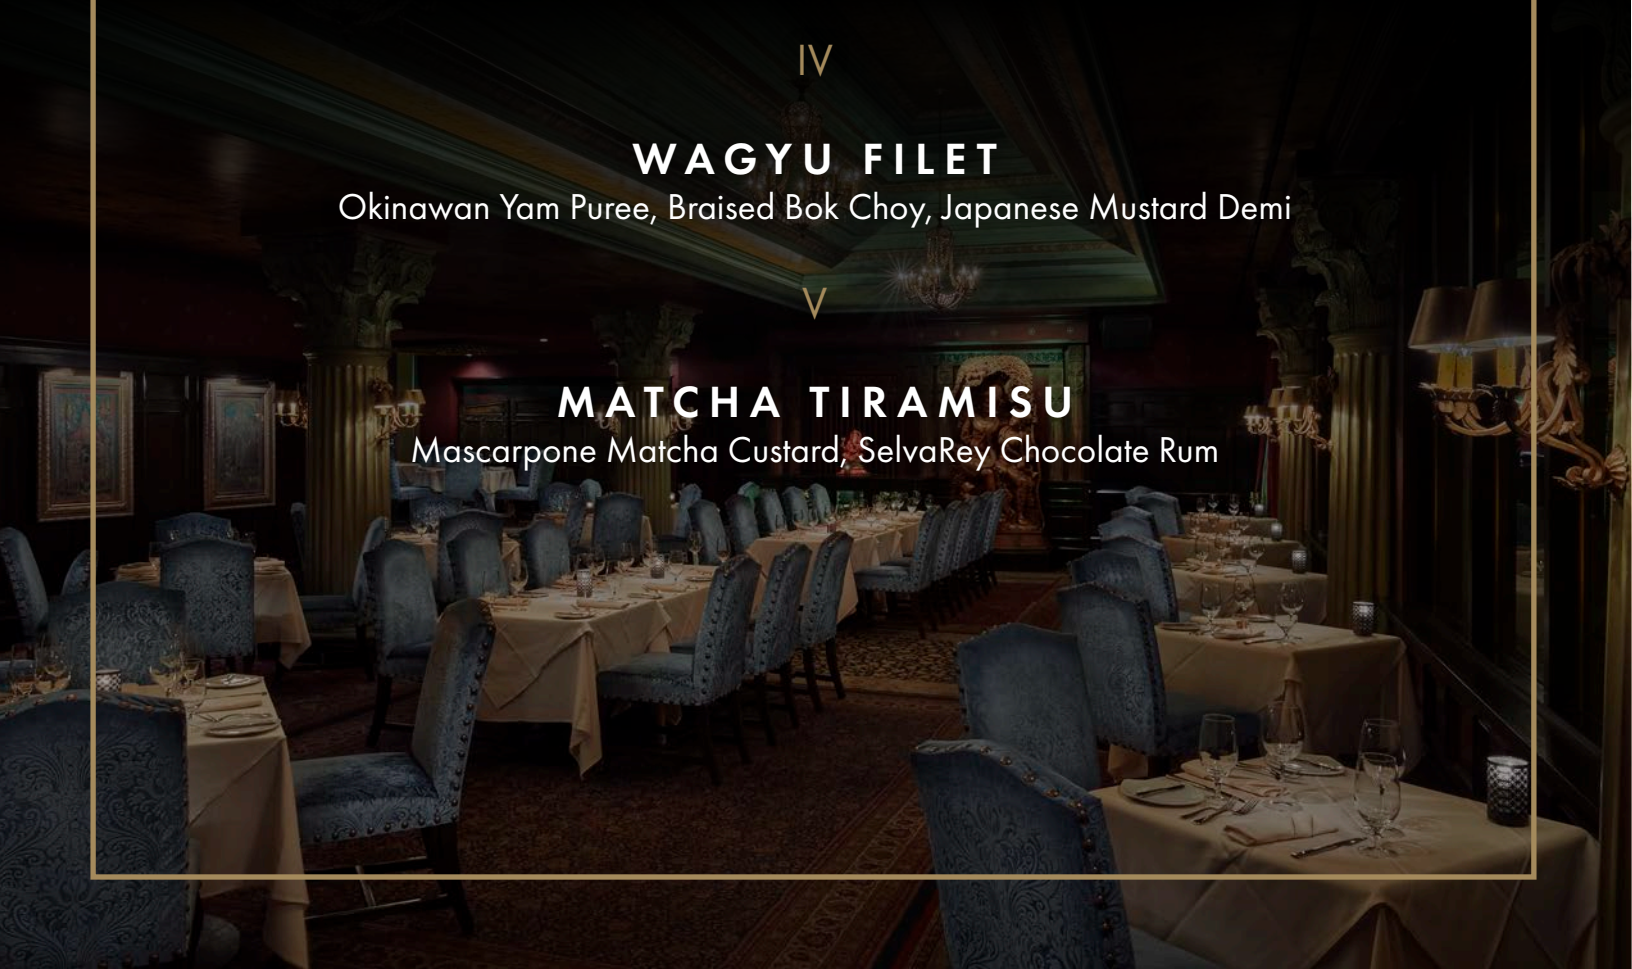 IV
WAGYU FILET
Okinawan Yam Puree, Braised Bok Choy, Japanese Mustard Demi
V
MATCHA TIRAMISU
Mascarpone Matcha Custard, SelvaRey Chocolate Rum